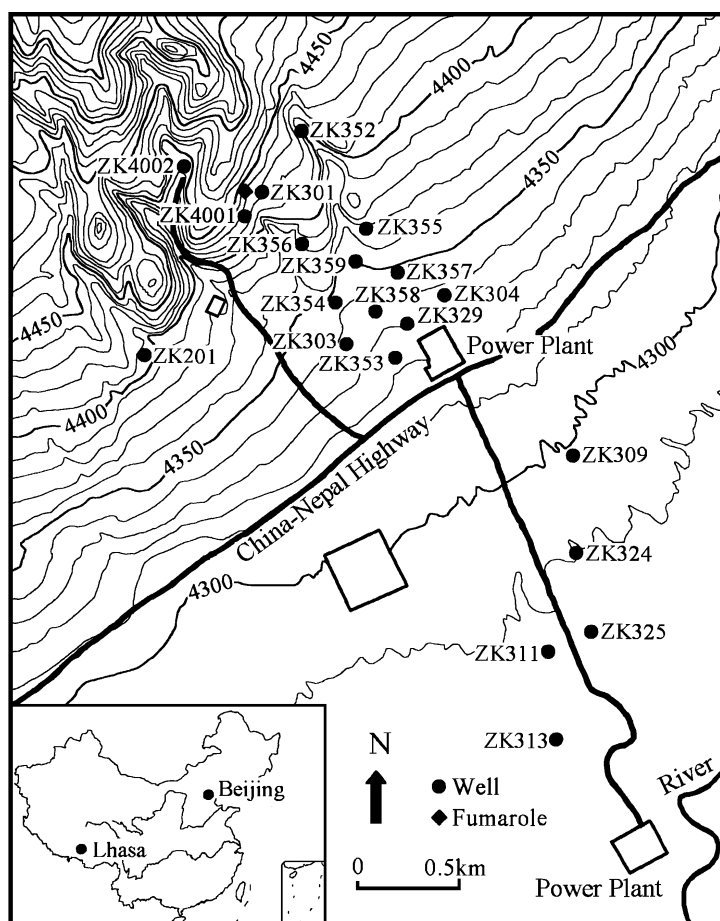 4450
4400
ZK352
ZK4002
4350
ZK301
ZK4001
ZK355
ZK356
ZK359
ZK357
ZK354
ZK358
ZK304
ZK329
4450
ZK303
Power Plant
ZK201
ZK353
4300
4400
4350
China-Nepal Highway
ZK309
ZK324
4300
ZK325
ZK311
N
ZK313
River
Well
Beijing
Fumarole
Lhasa
0 0.5km
Power Plant